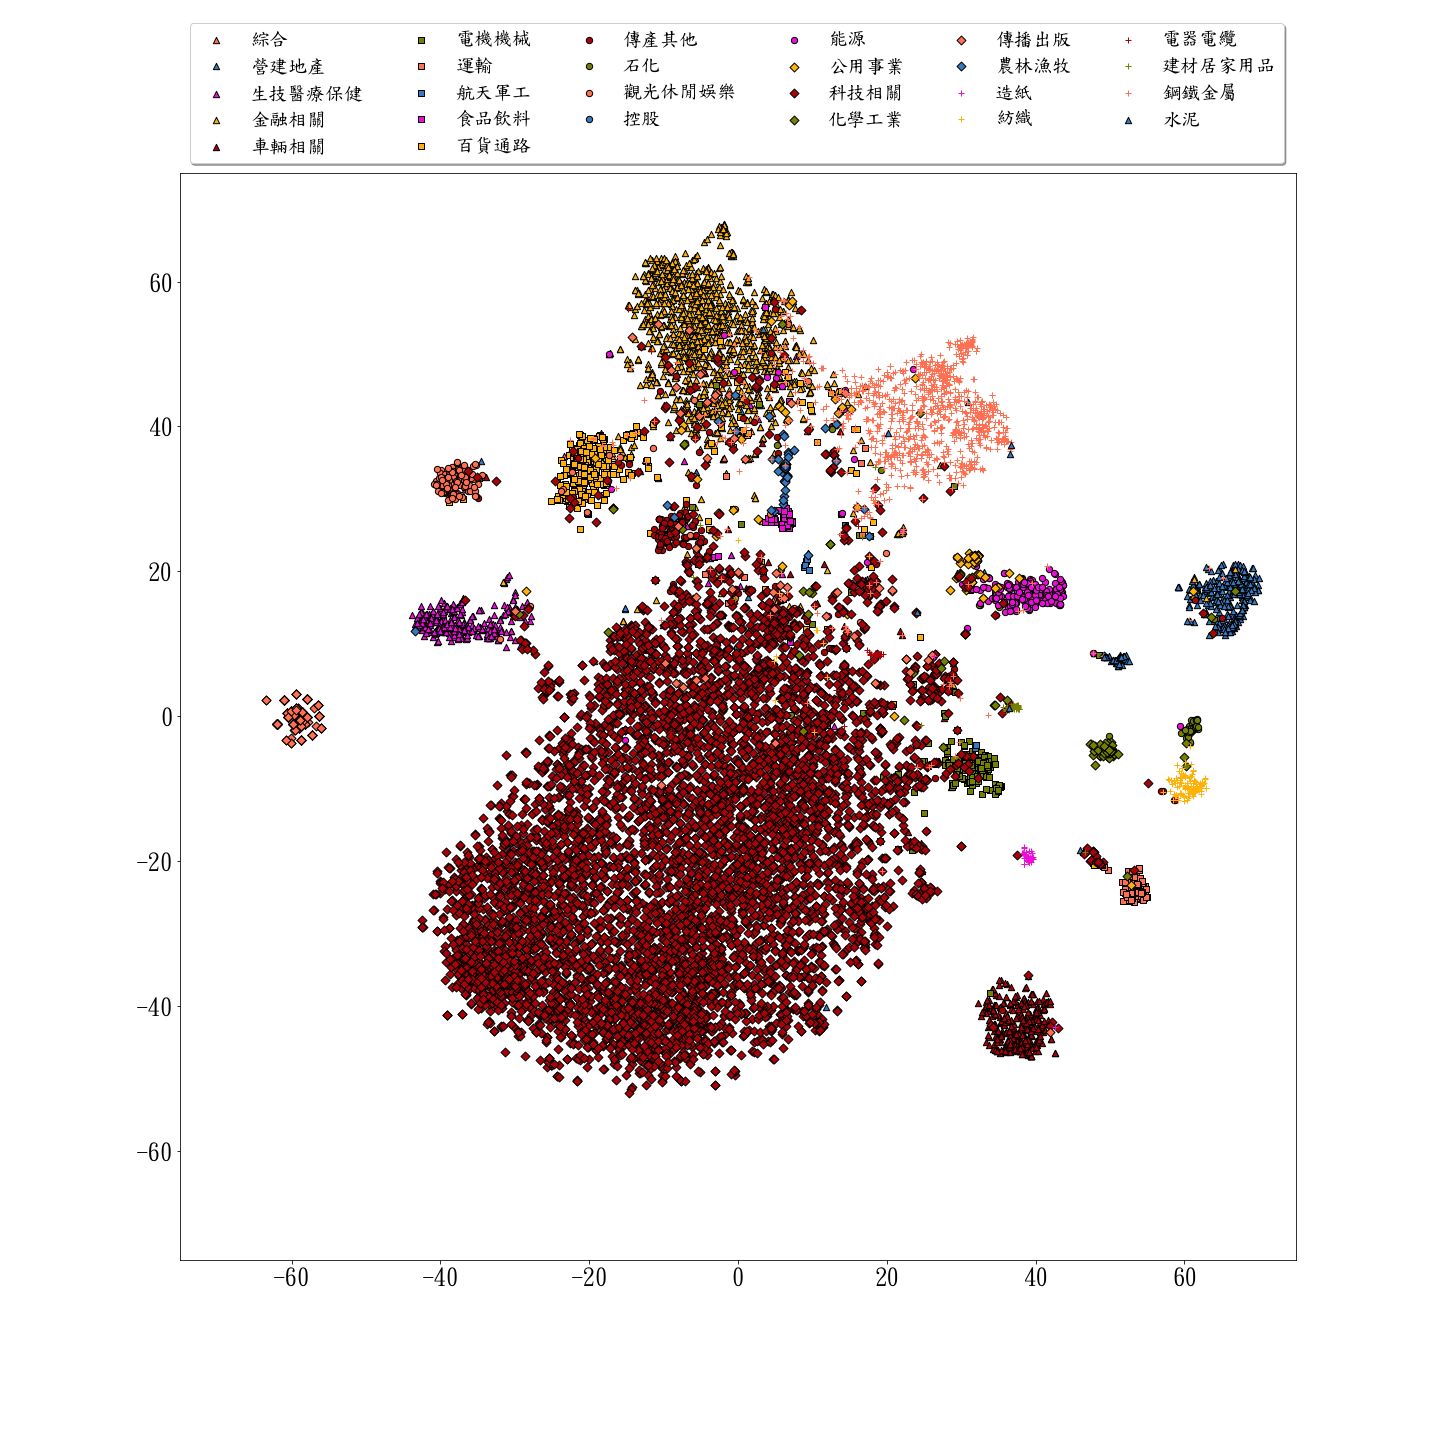 綜合 電機機械 傳產其他 能源 傳播出版 電器電纜
營建地產 運輸 石化 公用事業 農林漁牧 建材居家用品
生技醫療保健 航天軍工 觀光休閒娛樂 科技相關 造紙 鋼鐵金屬
金融相關 食品飲料 控股 化學工業 紡織 水泥
車輛相關 百貨通路
60
40
20
0
−20
−40
−60
−60 −40 −20 0 20 40 60